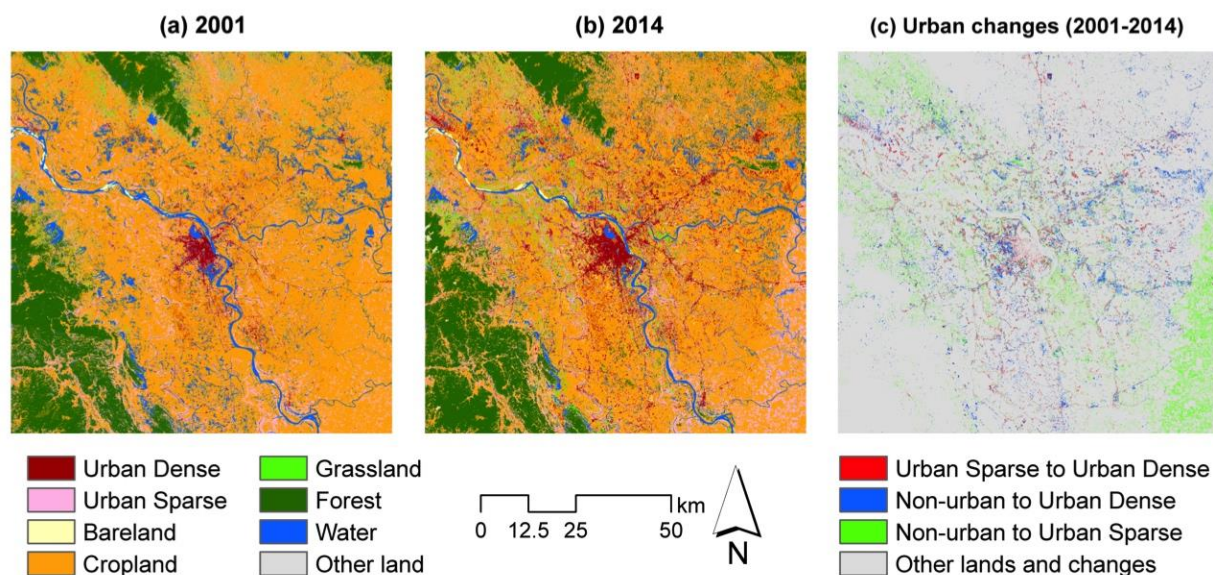 (a) 2001
(b) 2014
(c) Urban changes (2001-2014)
Urban Dense
Urban Sparse
Bareland
Cropland
Grassland
Forest
Water
Other land
km
0 12.5 25 50
N
Urban Sparse to Urban Dense
Non-urban to Urban Dense
Non-urban to Urban Sparse
Other lands and changes